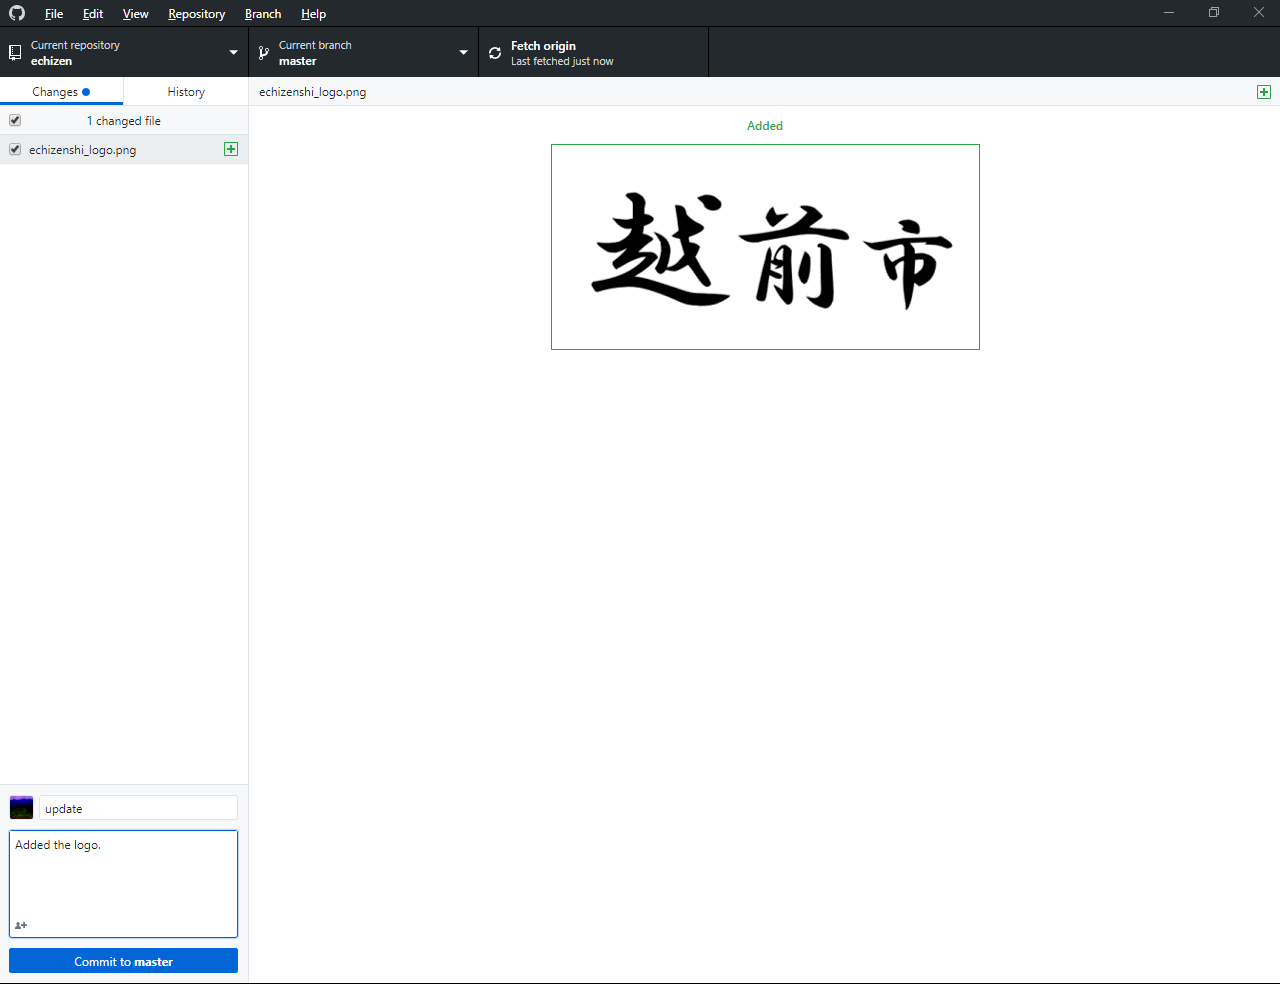 File Edit View Repository Branch Help
Current repository
echizen
Current branch
master
Fetch origin
Last fetched just now
Changes
History
echizenshi_logo.png
1 changed file
echizenshi_logo.png
Added
越前市
update
Added the logo.
Commit to master